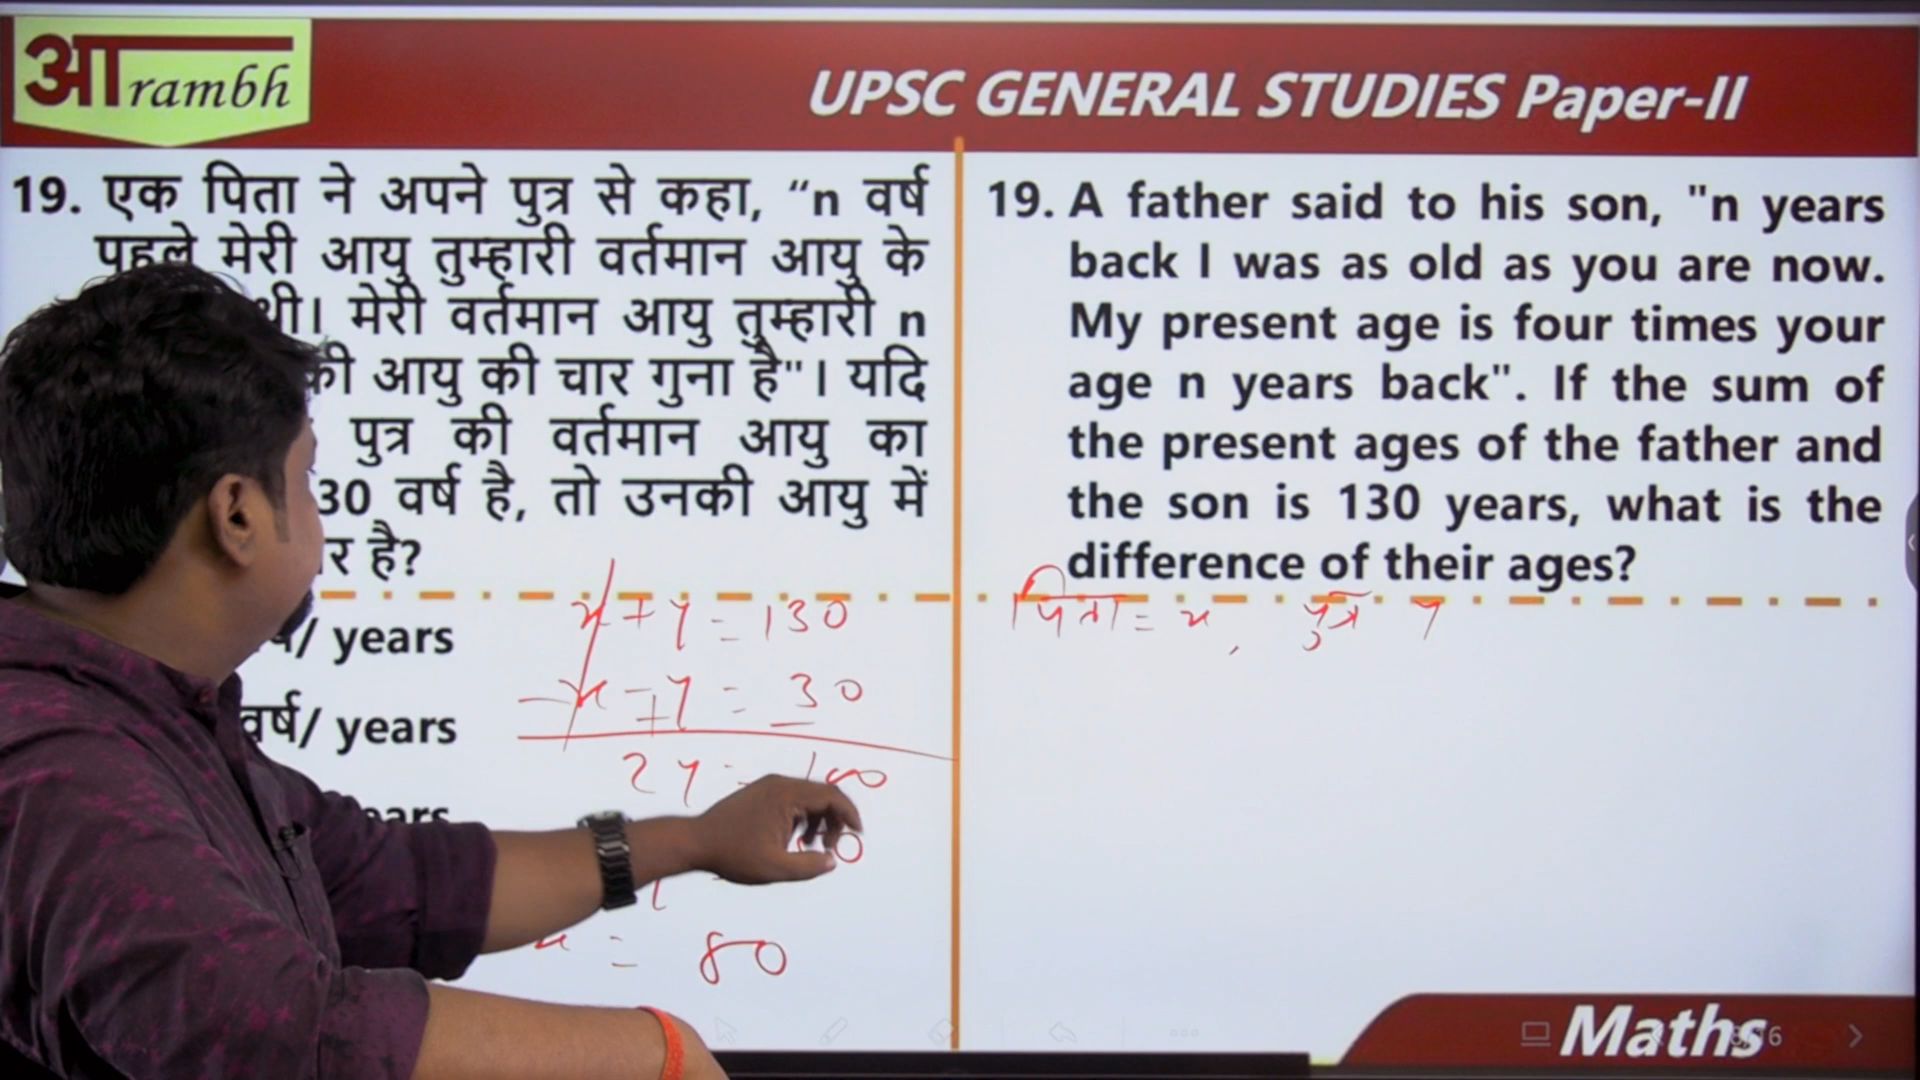 आrambh
UPSC GENERAL STUDIES Paper-II
19. एक पिता ने अपने पुत्र से कहा, “n वर्ष
पहले मेरी आयु तुम्हारी वर्तमान आयु के
थी। मेरी वर्तमान आयु तुम्हारी n
की आयु की चार गुना है"। यदि
पुत्र की वर्तमान आयु का
30 वर्ष है, तो उनकी आयु में
है?
/ years
वर्ष/ years
19. A father said to his son, "n years
back I was as old as you are now.
My present age is four times your
age n years back". If the sum of
the present ages of the father and
the son is 130 years, what is the
difference of their ages?
x + y = 130
x - y = 30
2y = 100
x = 80
पिता = x, पुत्र y
Maths